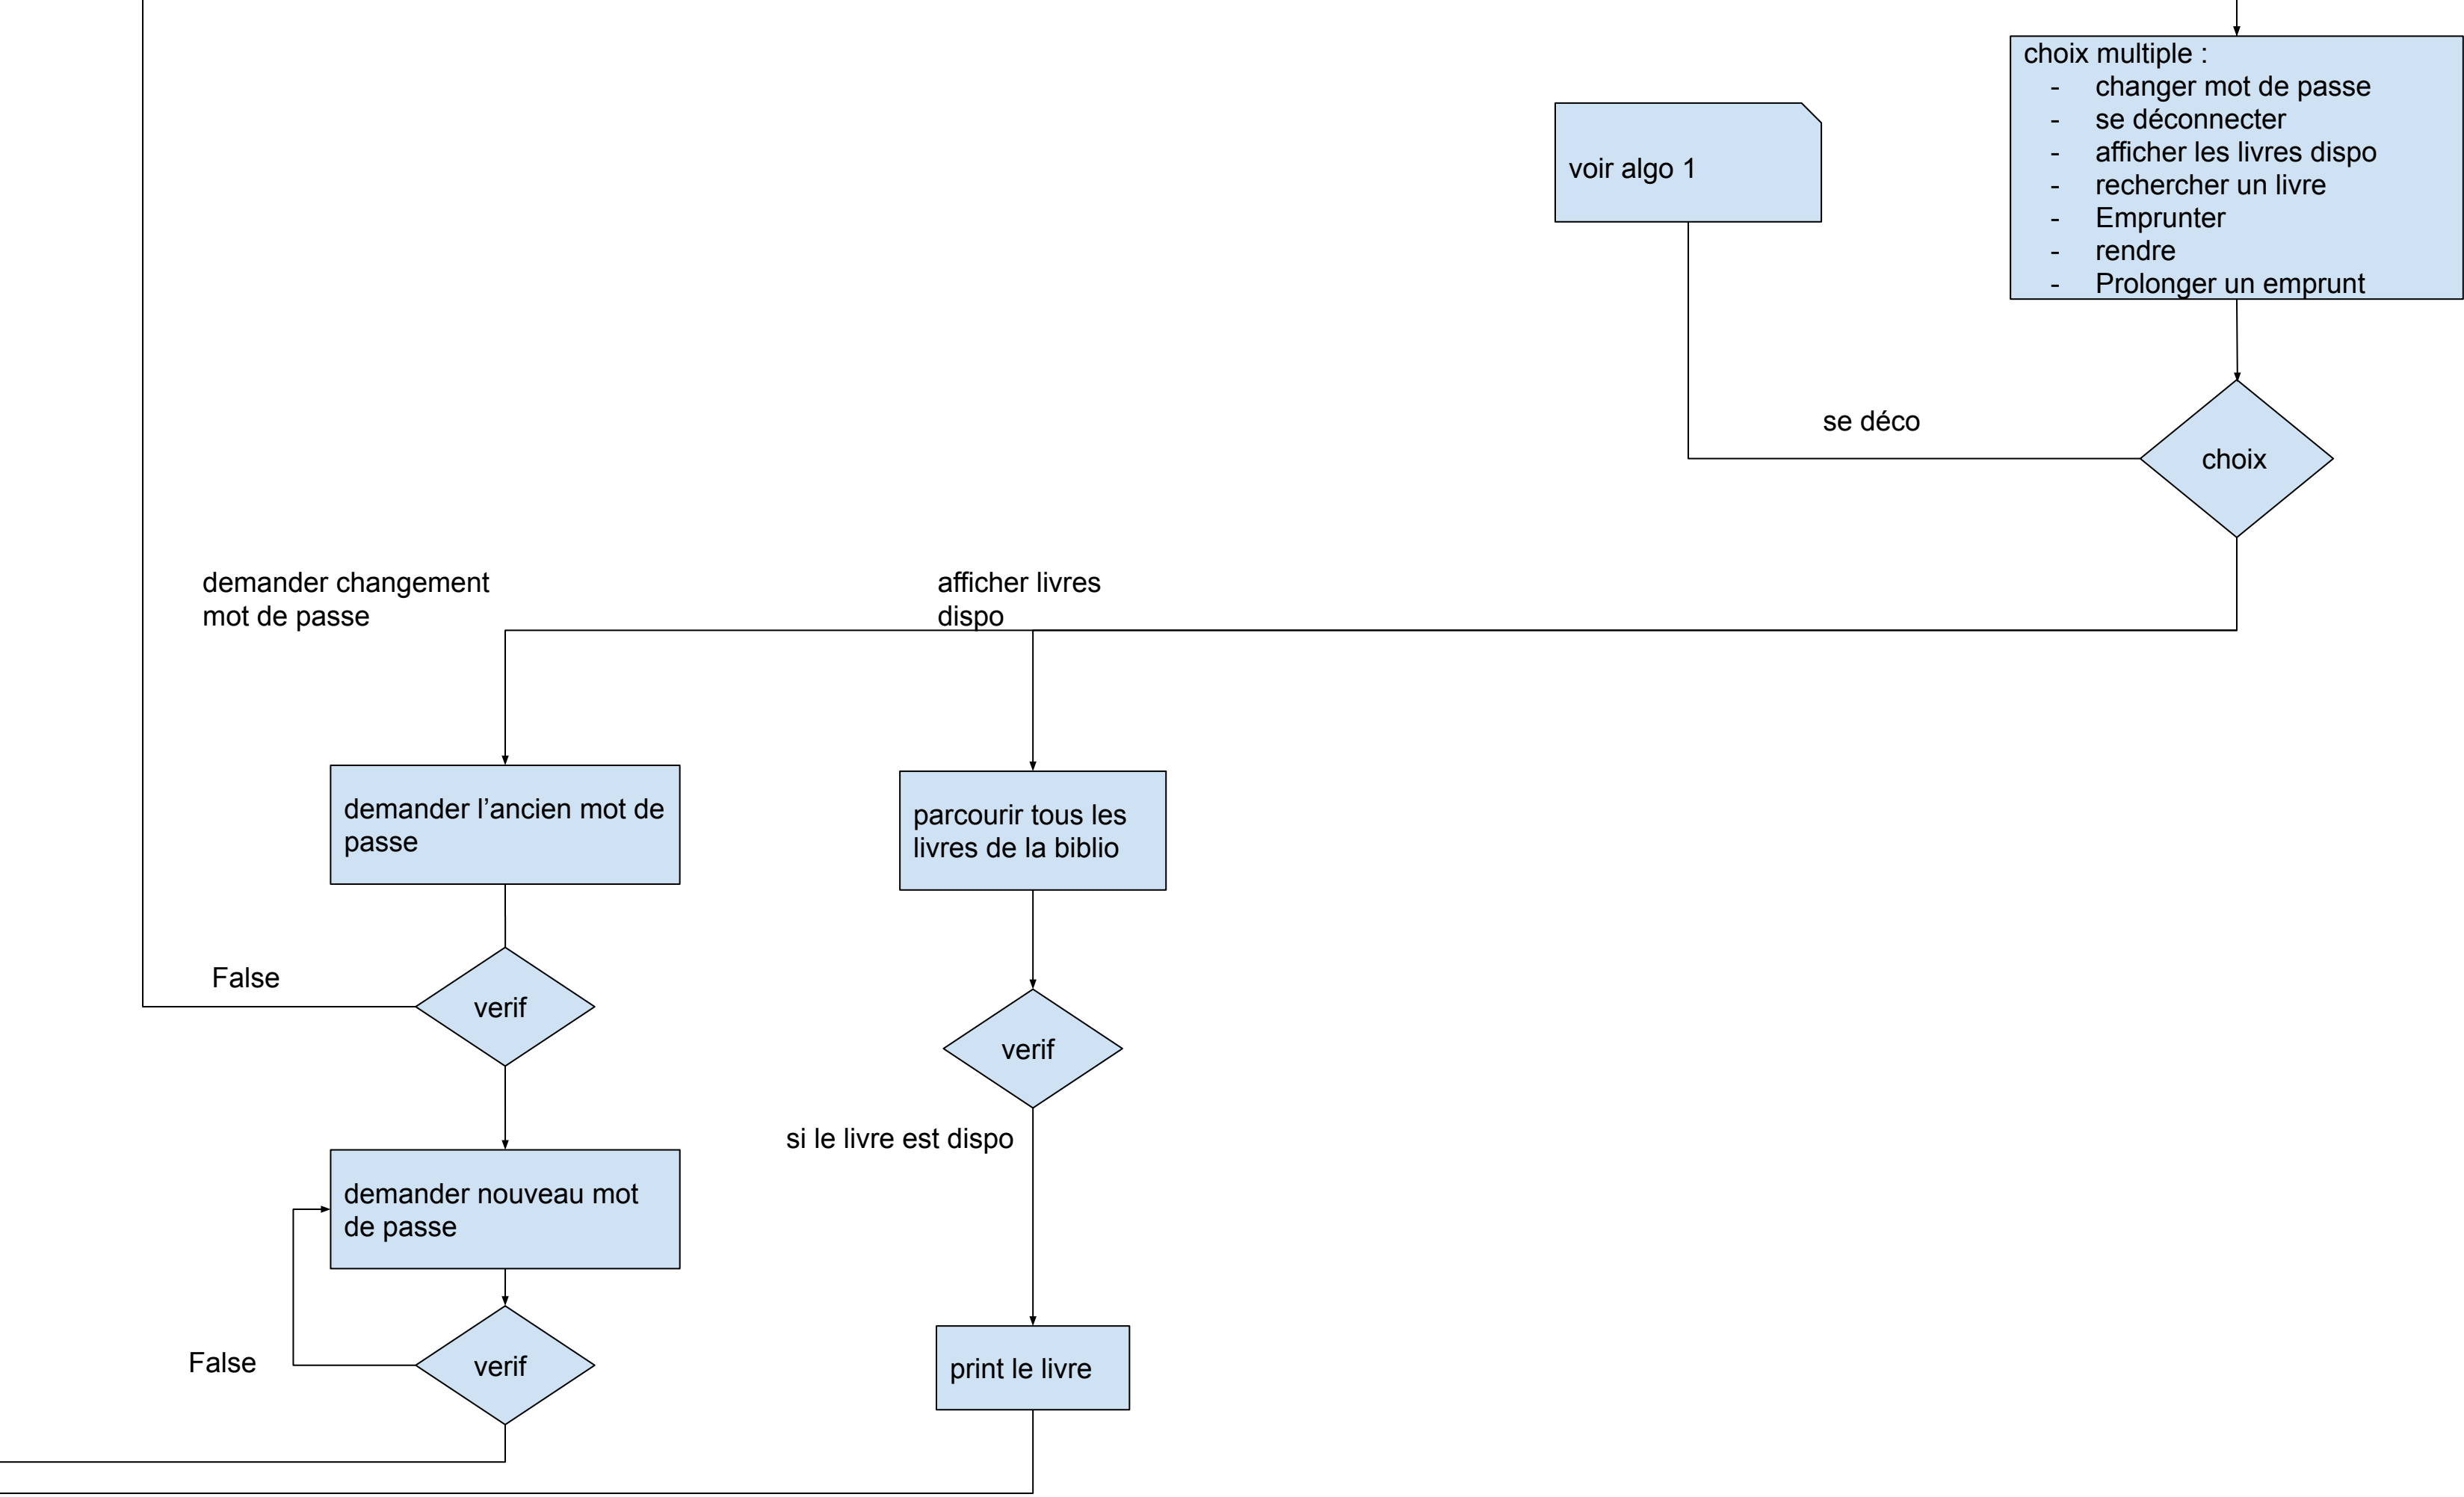 choix multiple :
- changer mot de passe
- se déconnecter
- afficher les livres dispo
- rechercher un livre
- Emprunter
- rendre
- Prolonger un emprunt
voir algo 1
se déco
choix
demander changement
mot de passe
afficher livres
dispo
demander l’ancien mot de
passe
parcourir tous les
livres de la biblio
False
verif
verif
si le livre est dispo
demander nouveau mot
de passe
False
verif
print le livre